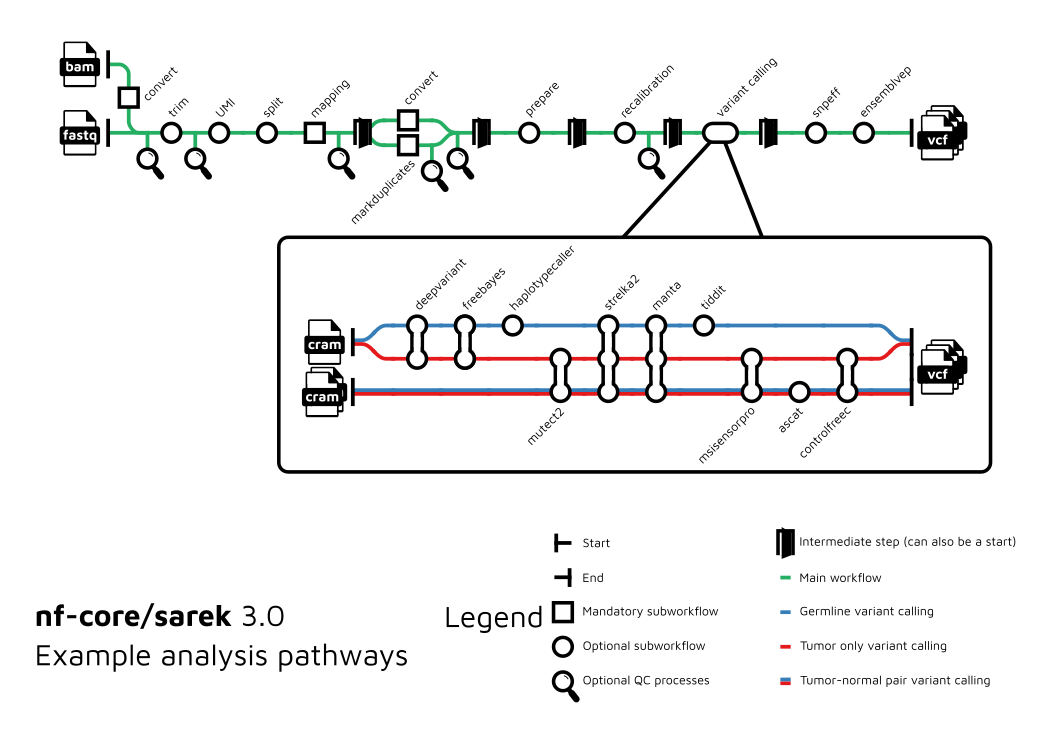 bam
convert
fastq
trim
UMI
split
mapping
convert
markduplicates
prepare
recalibration
variant calling
snpeff
ensemblvep
vcf
deepvariant
freebayes
haplotypecaller
strelka2
manta
tiddit
cram
cram
vcf
mutect2
msisensorpro
ascat
controlfreec
nf-core/sarek 3.0
Example analysis pathways
Legend
Start
End
Mandatory subworkflow
Optional subworkflow
Optional QC processes
Intermediate step (can also be a start)
Main workflow
Germline variant calling
Tumor only variant calling
Tumor-normal pair variant calling